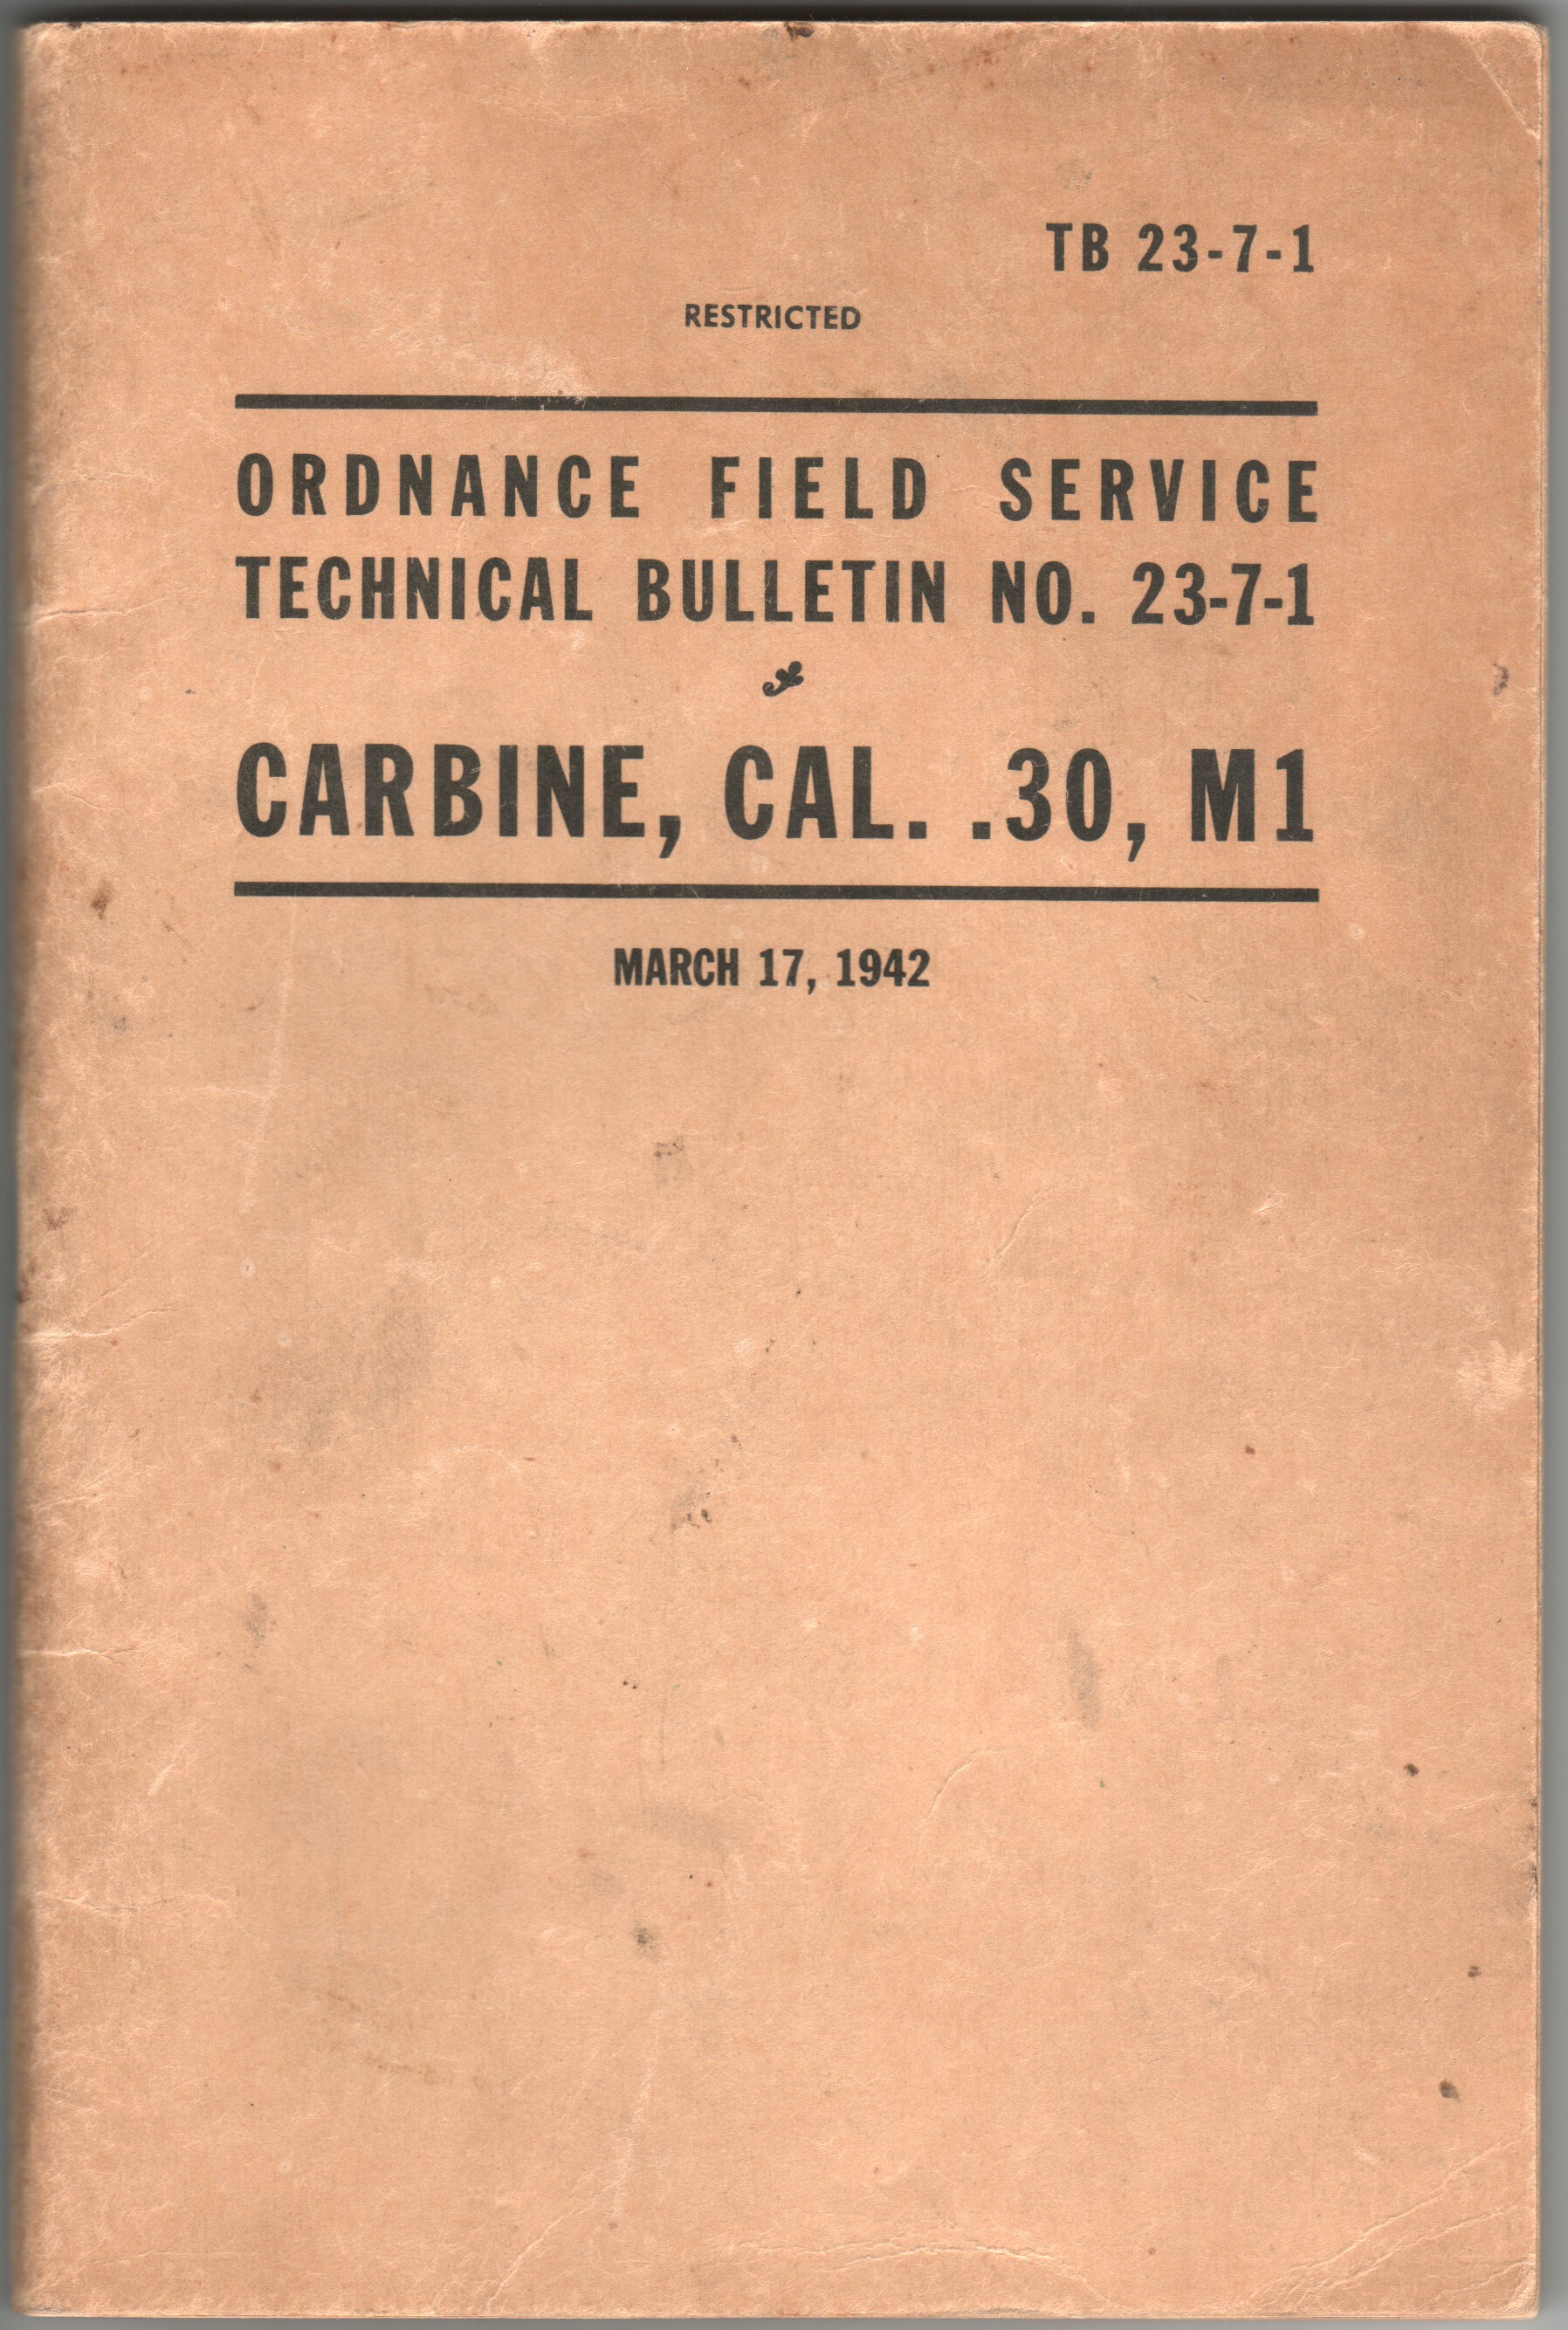 TB 23-7-1
RESTRICTED
ORDNANCE FIELD SERVICE
TECHNICAL BULLETIN NO. 23-7-1
CARBINE, CAL. .30, M1
MARCH 17, 1942